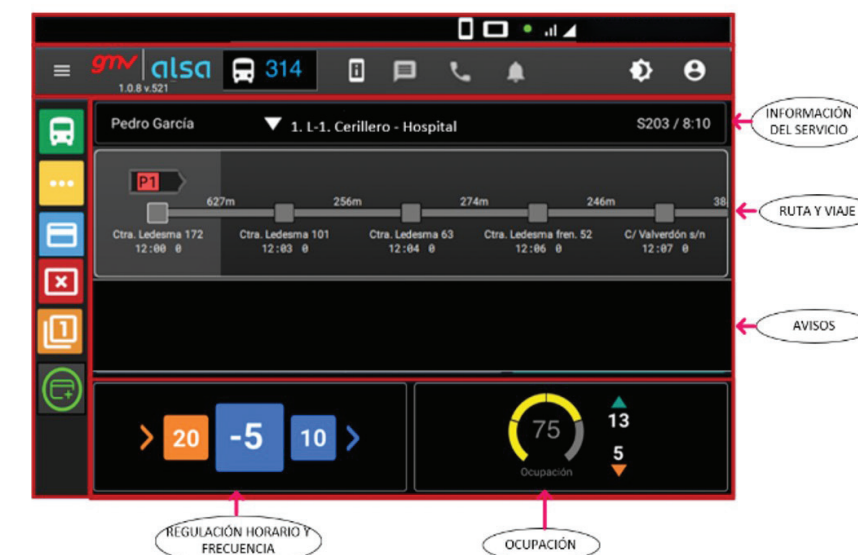 gmv alsa 314
1.0.8 v.521
Pedro García 1. L-1. Cerillero - Hospital S203 / 8:10
INFORMACIÓN
DEL SERVICIO
P1
627m 256m 274m 246m 38
Ctra. Ledesma 172 Ctra. Ledesma 101 Ctra. Ledesma 63 Ctra. Ledesma fren. 52 C/ Valverdón s/n
12:00 0 12:03 0 12:04 0 12:06 0 12:07 0
RUTA Y VIAJE
1
AVISOS
20 -5 10
75
Ocupación
13
5
REGULACIÓN HORARIO Y
FRECUENCIA
OCUPACIÓN